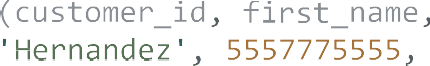 (customer_id, first_name,
'Hernandez', 5557775555,